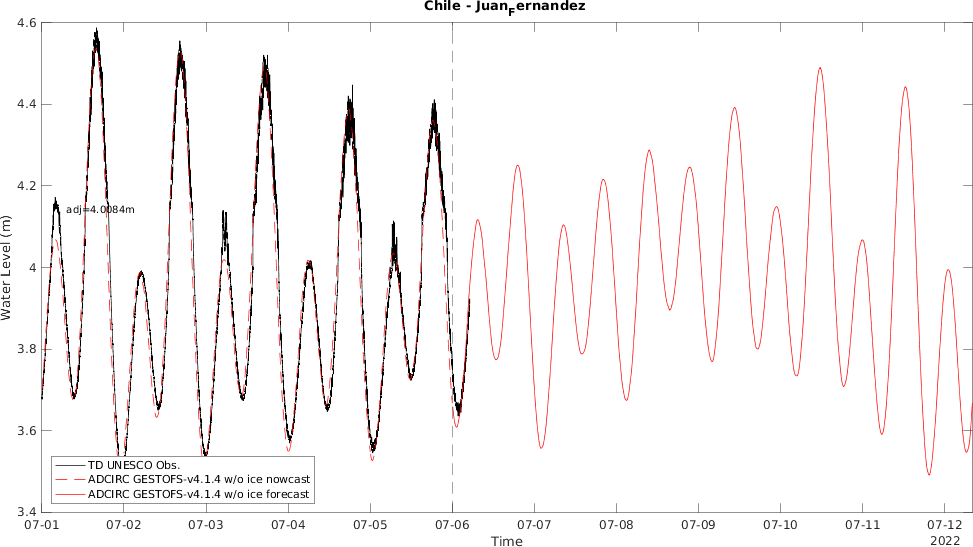 Chile - JuanFernandez
4.6
4.4
4.2
4
3.8
3.6
3.4
Water Level (m)
adj=4.0084m
TD UNESCO Obs.
ADCIRC GESTOFS-v4.1.4 w/o ice nowcast
ADCIRC GESTOFS-v4.1.4 w/o ice forecast
07-01 07-02 07-03 07-04 07-05 07-06 07-07 07-08 07-09 07-10 07-11 07-12
Time 2022